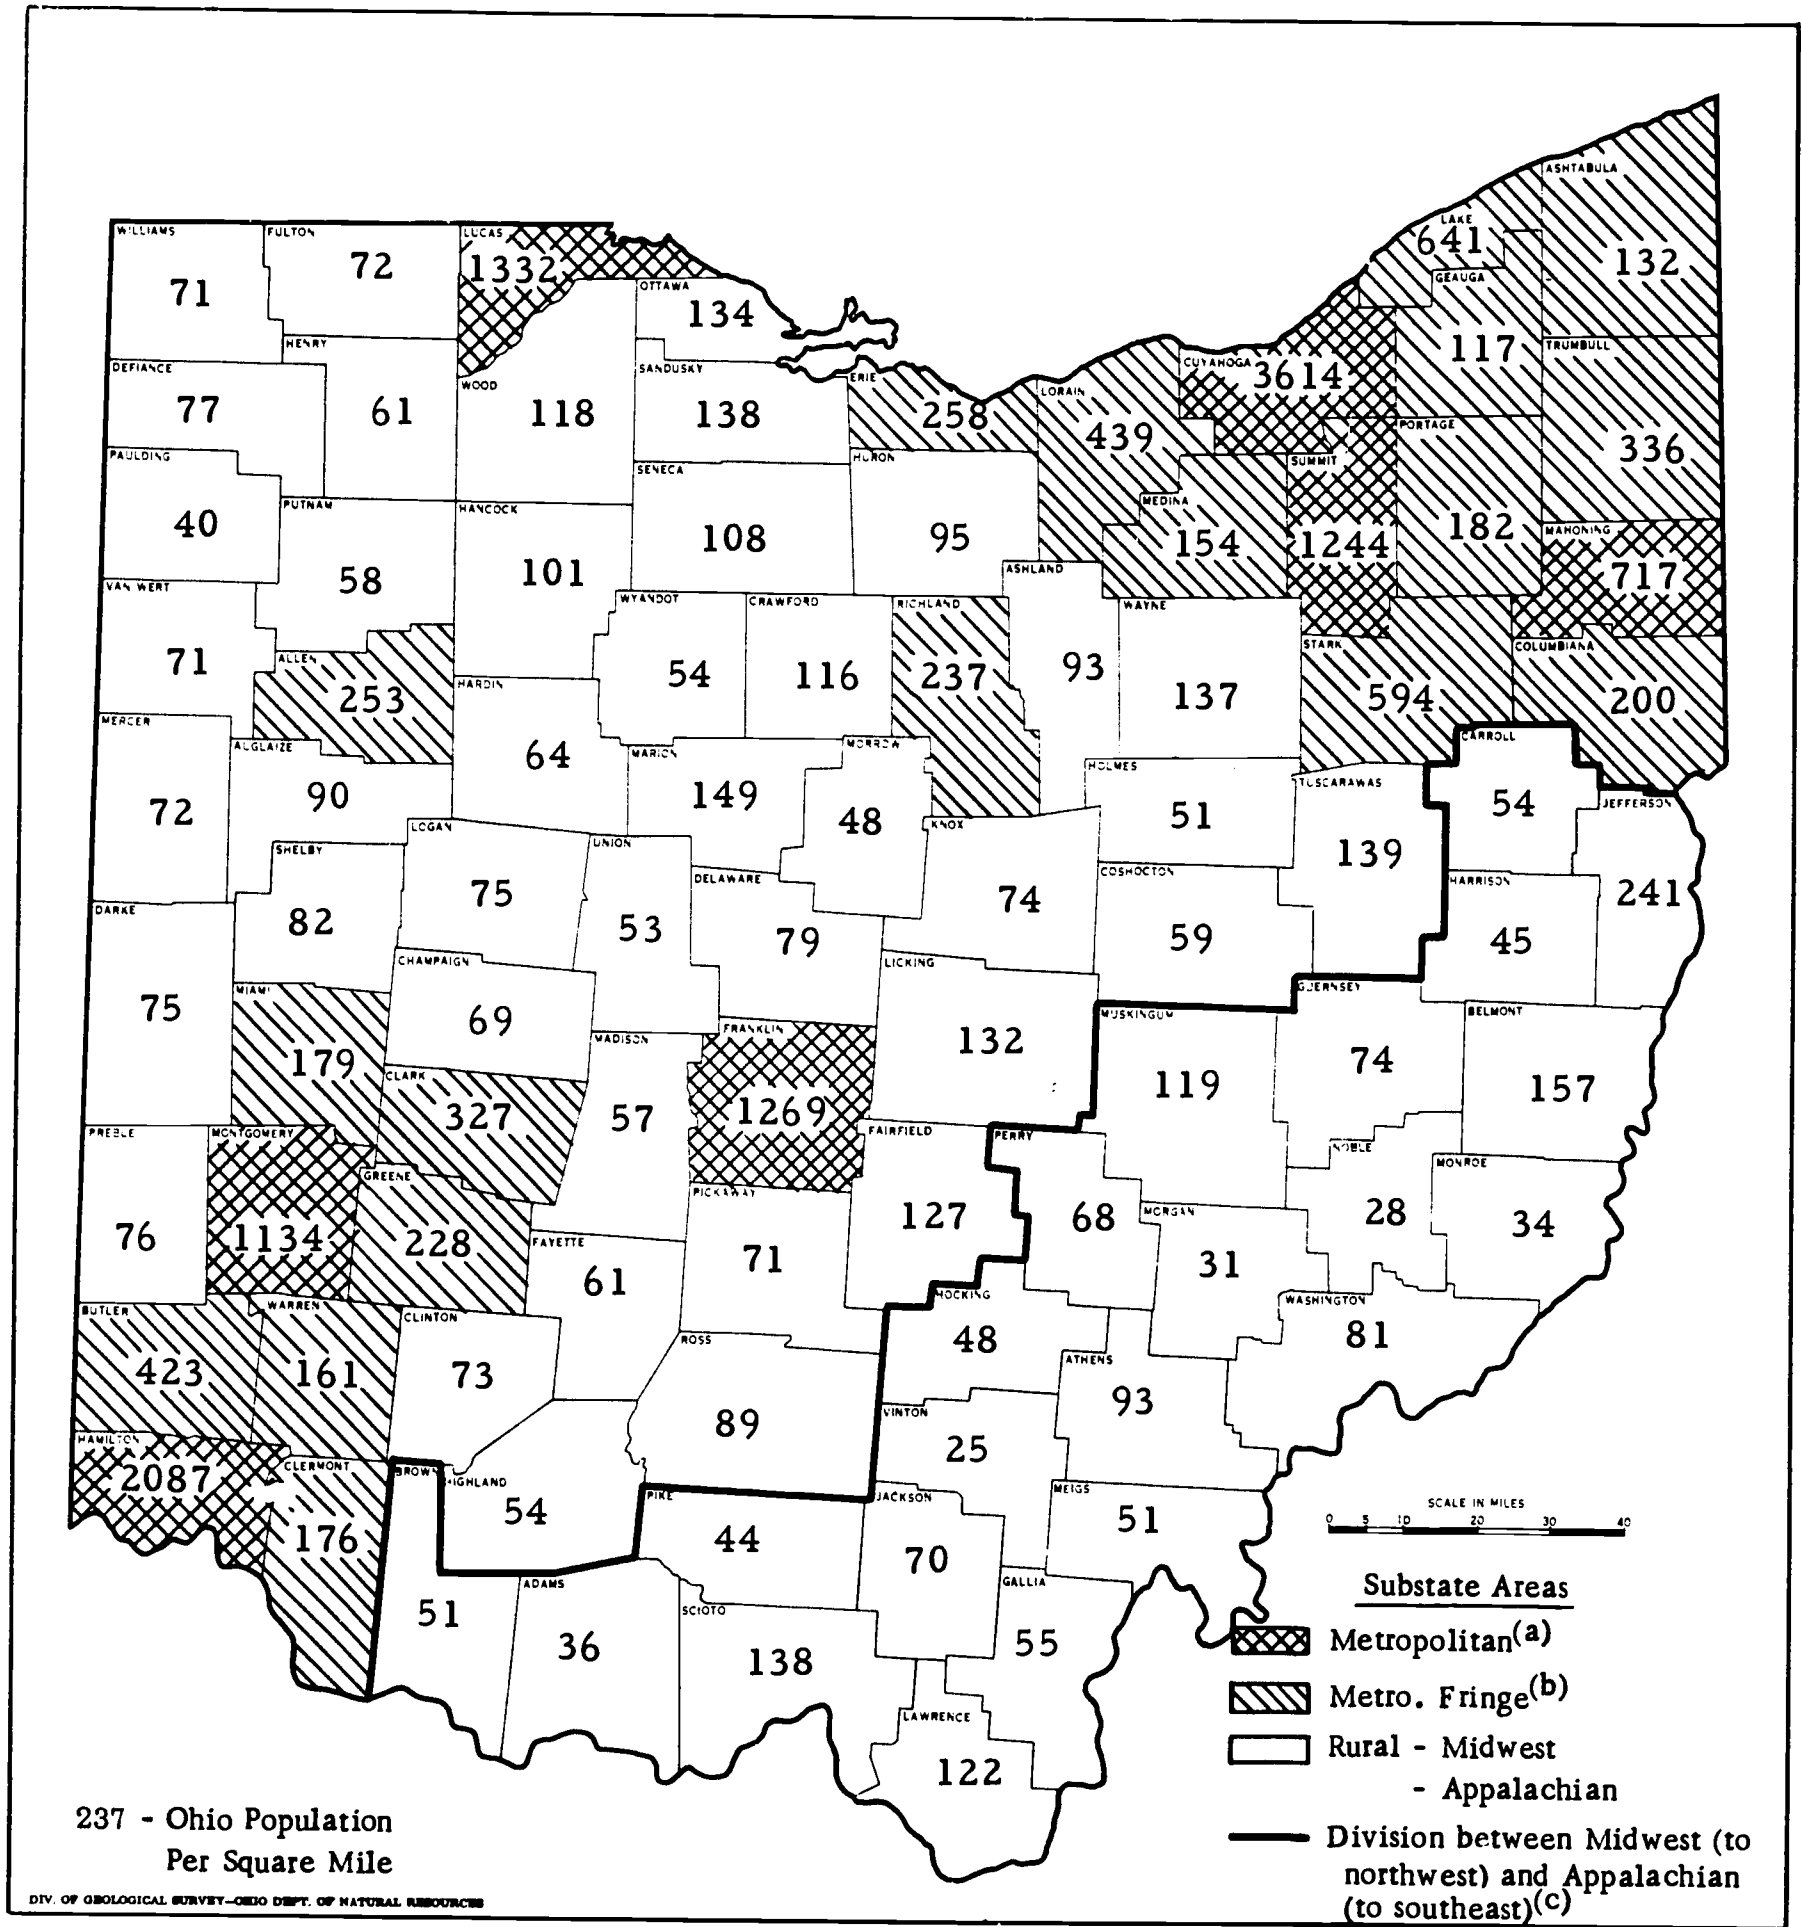 ASHTABULA
LAKE
641
132
WILLIAMS
FULTON
LUCAS
72
1332
71
GEAUGA
OTTAWA
134
117
HENRY
TRUMBULL
DEFIANCE
SANDUSKY
ERIE
CUYAHOGA
3614
WOOD
LORAIN
77
61
118
138
258
439
PORTAGE
336
PAULDING
HURON
SENECA
SUMMIT
MEDINA
PUTNAM
HANCOCK
40
108
95
154
1244
182
MAHONING
717
58
101
ASHLAND
VAN WERT
WYANDOT
CRAWFORD
RICHLAND
WAYNE
71
ALLEN
253
54
116
237
93
137
STARK
594
COLUMBIANA
200
HARDIN
MERCER
AUGLAIZE
64
MARION
MORROW
CARROLL
90
149
HOLMES
TUSCARAWAS
72
48
51
54
JEFFERSON
LOGAN
KNOX
UNION
SHELBY
139
DELAWARE
COSHOCTON
HARRISON
241
75
74
DARKE
82
53
79
59
45
CHAMPAIGN
LICKING
MIAMI
GUERNSEY
75
69
MUSKINGUM
BELMONT
FRANKLIN
MADISON
132
179
74
CLARK
119
157
327
57
1269
PREBLE
MONTGOMERY
FAIRFIELD
PERRY
NOBLE
MONROE
GREENE
PICKAWAY
76
1134
228
127
68
MORGAN
28
34
FAYETTE
71
31
61
HOCKING
WASHINGTON
BUTLER
WARREN
CLINTON
ROSS
48
81
423
161
73
ATHENS
89
93
VINTON
HAMILTON
25
2087
CLERMONT
BROWN
HIGHLAND
54
PIKE
JACKSON
MEIGS
51
176
44
70
ADAMS
GALLIA
51
SCIOTO
36
138
55
LAWRENCE
122
SCALE IN MILES
0 5 10 20 30 40
Substate Areas
Metropolitan(a)
Metro. Fringe(b)
Rural - Midwest
- Appalachian
Division between Midwest (to
northwest) and Appalachian
(to southeast)(c)
237 - Ohio Population
Per Square Mile
DIV. OF GEOLOGICAL SURVEY—OHIO DEPT. OF NATURAL RESOURCES